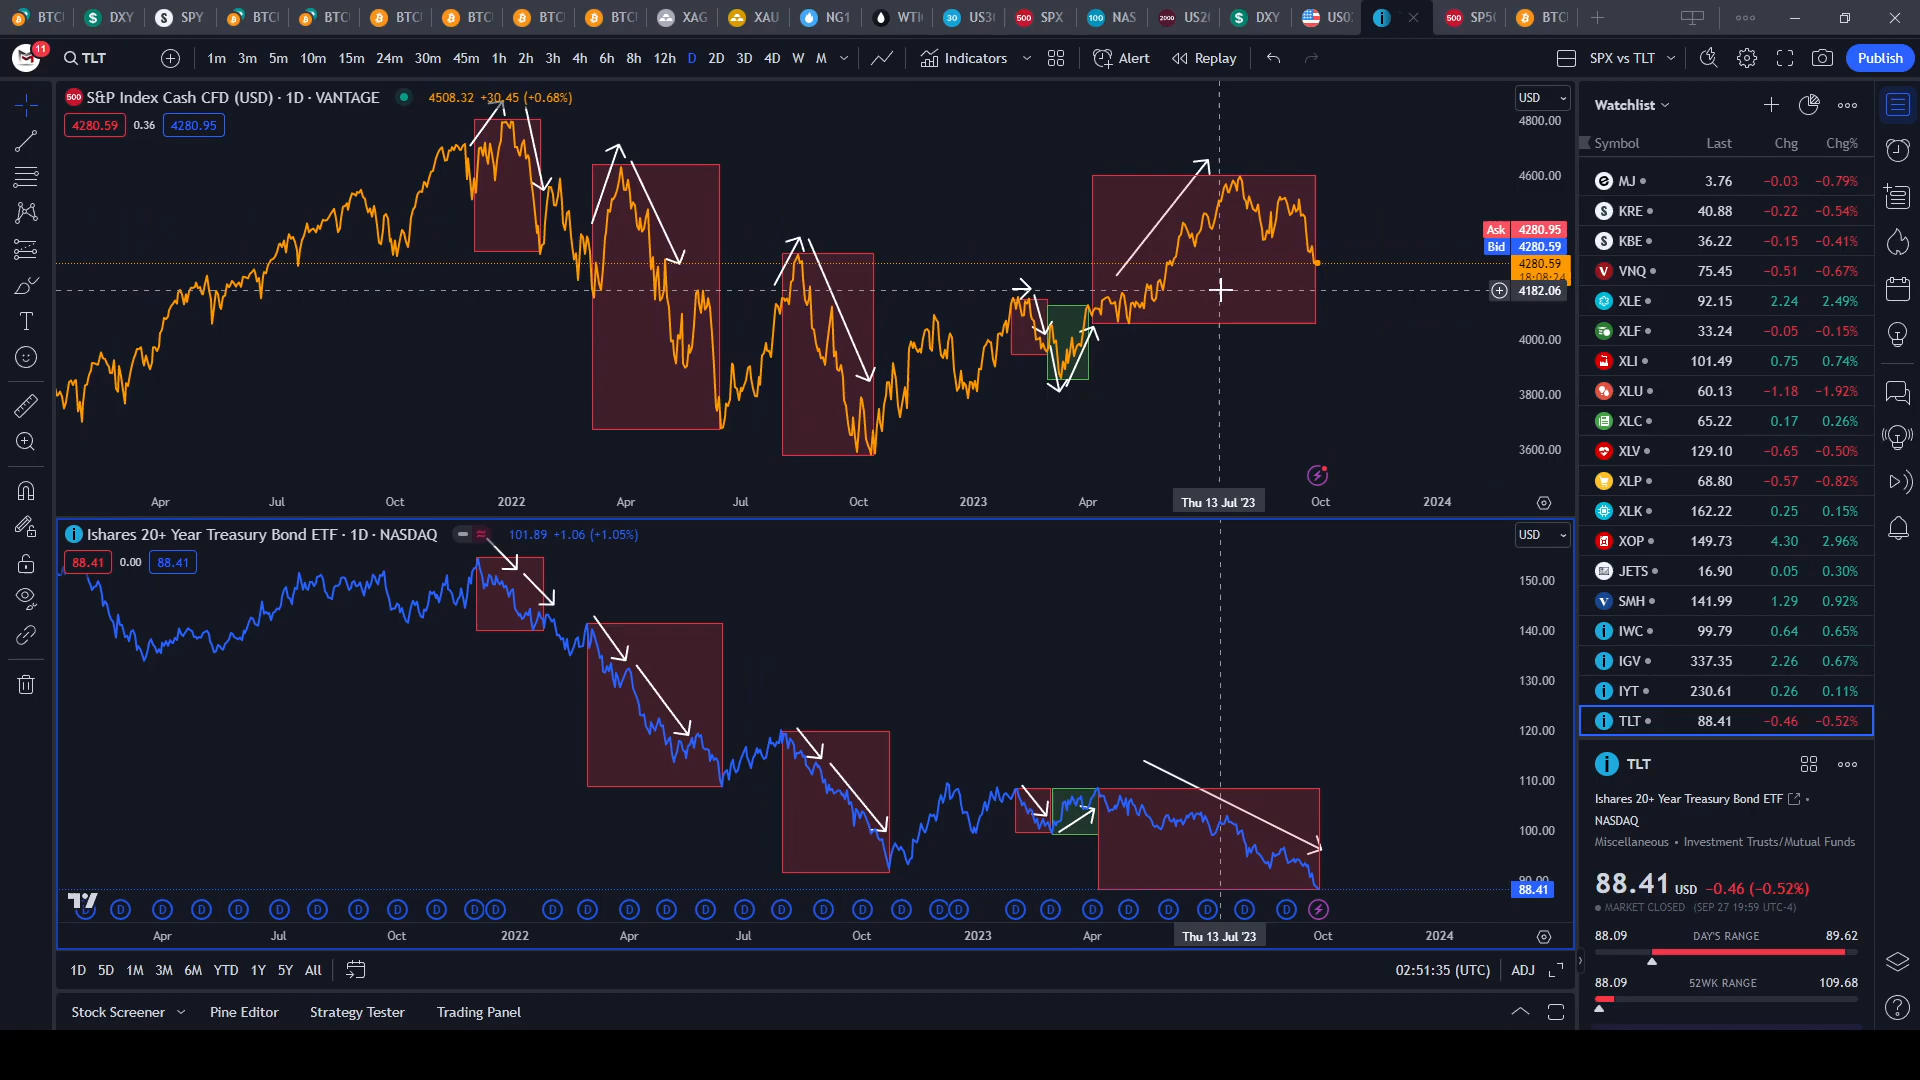 BTCU DXY SPY BTCU BTCU BTCU BTCU BTCU BTCU XAG XAU NG1 WTI US3 SPX NAS US2 DXY US0 SP50 BTCU
11 TLT 1m 3m 5m 10m 15m 24m 30m 45m 1h 2h 3h 4h 6h 8h 12h D 2D 3D 4D W M Indicators Alert Replay SPX vs TLT Publish
500 S&P Index Cash CFD (USD) · 1D · VANTAGE 4508.32 +30.45 (+0.68%) USD
4280.59 0.36 4280.95
4800.00
4600.00
Ask 4280.95
Bid 4280.59
4280.59
18:08:24
4182.06
4000.00
3800.00
3600.00
Apr Jul Oct 2022 Apr Jul Oct 2023 Apr Thu 13 Jul '23 Oct 2024
Ishares 20+ Year Treasury Bond ETF · 1D · NASDAQ 101.89 +1.06 (+1.05%) USD
88.41 0.00 88.41
150.00
140.00
130.00
120.00
110.00
100.00
90.00
88.41
D D D D D D D D D D D D D D D D D D D D D D D D D D D D D D D D
Apr Jul Oct 2022 Apr Jul Oct 2023 Apr Thu 13 Jul '23 Oct 2024
1D 5D 1M 3M 6M YTD 1Y 5Y All 02:51:35 (UTC) ADJ
Stock Screener Pine Editor Strategy Tester Trading Panel
Watchlist
Symbol Last Chg Chg%
MJ 3.76 −0.03 −0.79%
KRE 40.88 −0.22 −0.54%
KBE 36.22 −0.15 −0.41%
VNQ 75.45 −0.51 −0.67%
XLE 92.15 2.24 2.49%
XLF 33.24 −0.05 −0.15%
XLI 101.49 0.75 0.74%
XLU 60.13 −1.18 −1.92%
XLC 65.22 0.17 0.26%
XLV 129.10 −0.65 −0.50%
XLP 68.80 −0.57 −0.82%
XLK 162.22 0.25 0.15%
XOP 149.73 4.30 2.96%
JETS 16.90 0.05 0.30%
SMH 141.99 1.29 0.92%
IWC 99.79 0.64 0.65%
IGV 337.35 2.26 0.67%
IYT 230.61 0.26 0.11%
TLT 88.41 −0.46 −0.52%
TLT
Ishares 20+ Year Treasury Bond ETF
NASDAQ
Miscellaneous • Investment Trusts/Mutual Funds
88.41 USD −0.46 (−0.52%)
MARKET CLOSED (SEP 27 19:59 UTC-4)
88.09 DAY'S RANGE 89.62
88.09 52WK RANGE 109.68